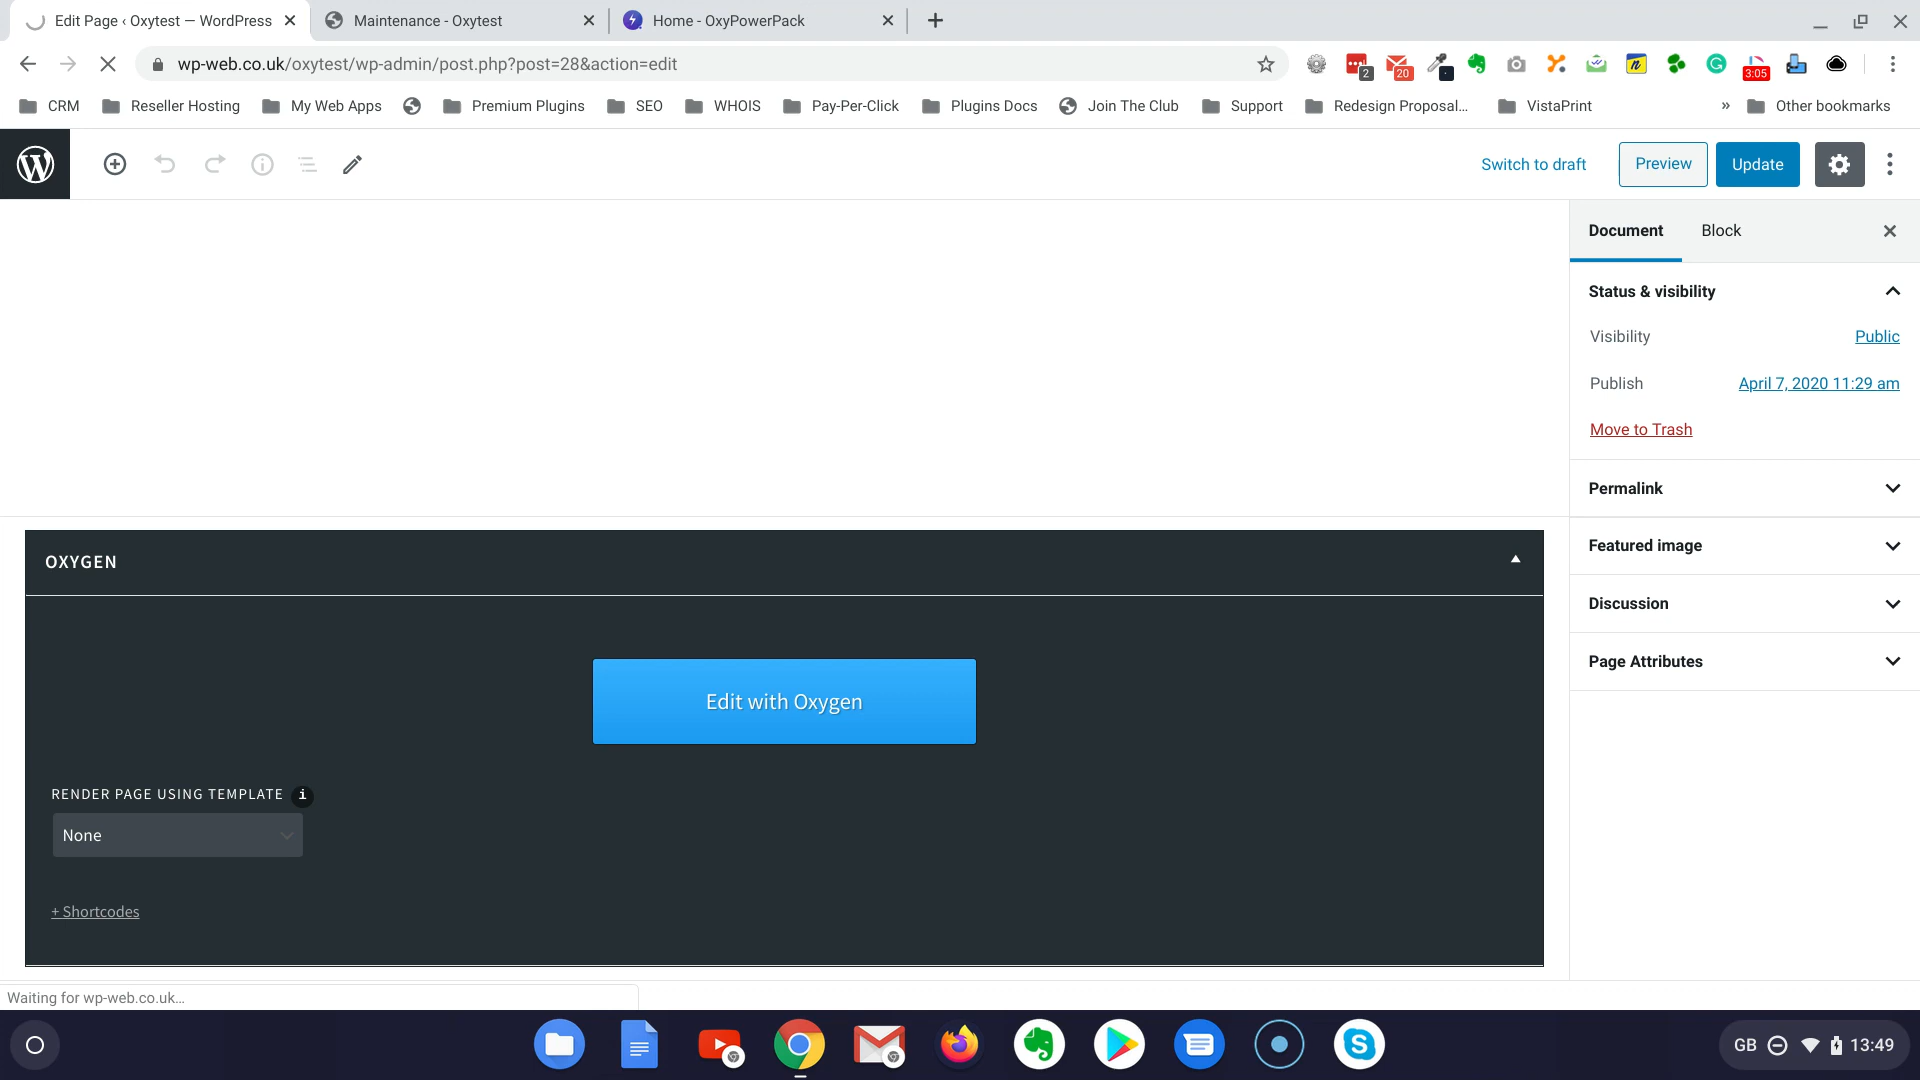 Edit Page ‹ Oxytest — WordPress
Maintenance - Oxytest
Home - OxyPowerPack
wp-web.co.uk/oxytest/wp-admin/post.php?post=28&action=edit
2
20
3:05
CRM
Reseller Hosting
My Web Apps
Premium Plugins
SEO
WHOIS
Pay-Per-Click
Plugins Docs
Join The Club
Support
Redesign Proposal...
VistaPrint
»
Other bookmarks
Switch to draft
Preview
Update
Document
Block
Status & visibility
Visibility
Public
Publish
April 7, 2020 11:29 am
Move to Trash
Permalink
Featured image
Discussion
Page Attributes
OXYGEN
Edit with Oxygen
RENDER PAGE USING TEMPLATE
None
+ Shortcodes
Waiting for wp-web.co.uk...
GB
13:49